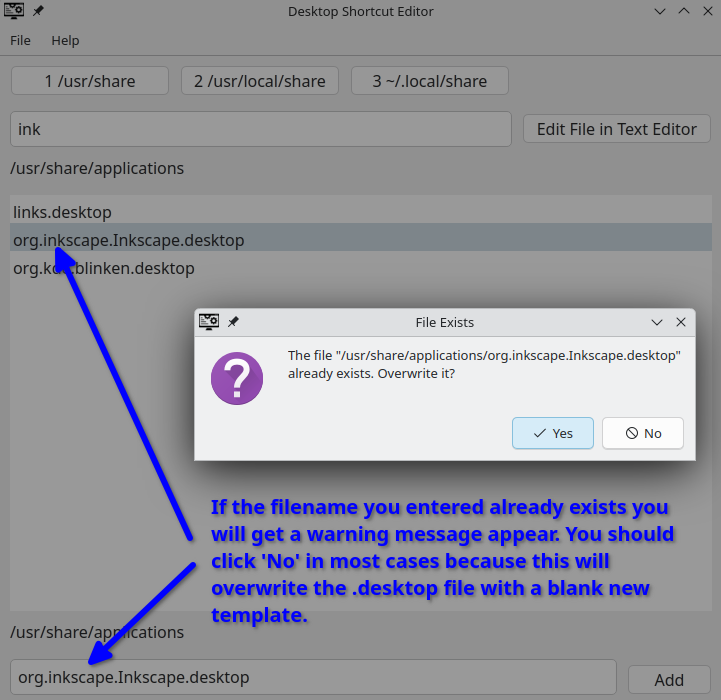 Desktop Shortcut Editor
File Help
1 /usr/share 2 /usr/local/share 3 ~/.local/share
ink Edit File in Text Editor
/usr/share/applications
links.desktop
org.inkscape.Inkscape.desktop
org.kde.blinken.desktop
File Exists
The file "/usr/share/applications/org.inkscape.Inkscape.desktop"
already exists. Overwrite it?
Yes No
If the filename you entered already exists you
will get a warning message appear. You should
click 'No' in most cases because this will
overwrite the .desktop file with a blank new
template.
/usr/share/applications
org.inkscape.Inkscape.desktop Add